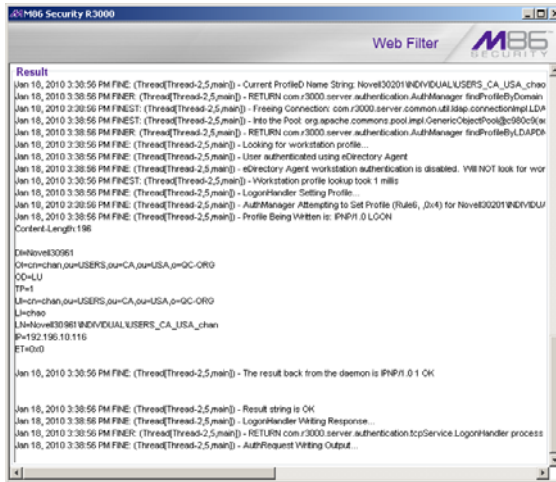 M86 Security R3000
Web Filter
M86
SECURITY
Result
Jan 18, 2010 3:38:56 PM FINE: (Thread[Thread-2,5,main]) - Current ProfileD Name String: Novell30201\INDIVIDUAL\USERS_CA_USA_chao
Jan 18, 2010 3:38:56 PM FINER: (Thread[Thread-2,5,main]) - RETURN com.r3000.server.authentication.AuthManager findProfileByDomain
Jan 18, 2010 3:38:56 PM FINEST: (Thread[Thread-2,5,main]) - Freeing Connection: com.r3000.server.common.util.ldap.connectionImpl.LDA
Jan 18, 2010 3:38:56 PM FINEST: (Thread[Thread-2,5,main]) - Into the Pool: org.apache.commons.pool.impl.GenericObjectPool@c980c9(ac
Jan 18, 2010 3:38:56 PM FINER: (Thread[Thread-2,5,main]) - RETURN com.r3000.server.authentication.AuthManager findProfileByLDAPDN
Jan 18, 2010 3:38:56 PM FINE: (Thread[Thread-2,5,main]) - Looking for workstation profile...
Jan 18, 2010 3:38:56 PM FINE: (Thread[Thread-2,5,main]) - User authenticated using eDirectory Agent
Jan 18, 2010 3:38:56 PM FINE: (Thread[Thread-2,5,main]) - eDirectory Agent workstation authentication is disabled. Will NOT look for wor
Jan 18, 2010 3:38:56 PM FINEST: (Thread[Thread-2,5,main]) - Workstation profile lookup took 1 millis
Jan 18, 2010 3:38:56 PM FINE: (Thread[Thread-2,5,main]) - LogonHandler Setting Profile...
Jan 18, 2010 3:38:56 PM FINE: (Thread[Thread-2,5,main]) - AuthManager Attempting to Set Profile (Rule6, ,0x4) for Novell30201\INDIVIDUA
Jan 18, 2010 3:38:56 PM FINE: (Thread[Thread-2,5,main]) - Profile Being Written is: IPNP/1.0 LOGN
Content-Length:196
DI=Novell30961
OI=cn=chan,ou=USERS,ou=CA,ou=USA,o=QC-ORG
OD=LU
TP=1
UI=cn=chan,ou=USERS,ou=CA,ou=USA,o=QC-ORG
LI=chao
LN=Novell30961\INDIVIDUAL\USERS_CA_USA_chan
IP=192.196.10.116
ET=0x0
Jan 18, 2010 3:38:56 PM FINE: (Thread[Thread-2,5,main]) - The result back from the daemon is IPNP/1.0 1 OK
Jan 18, 2010 3:38:56 PM FINE: (Thread[Thread-2,5,main]) - Result string is OK
Jan 18, 2010 3:38:56 PM FINE: (Thread[Thread-2,5,main]) - LogonHandler Writing Response...
Jan 18, 2010 3:38:56 PM FINER: (Thread[Thread-2,5,main]) - RETURN com.r3000.server.authentication.tcpService.LogonHandler process
Jan 18, 2010 3:38:56 PM FINE: (Thread[Thread-2,5,main]) - AuthRequest Writing Output...